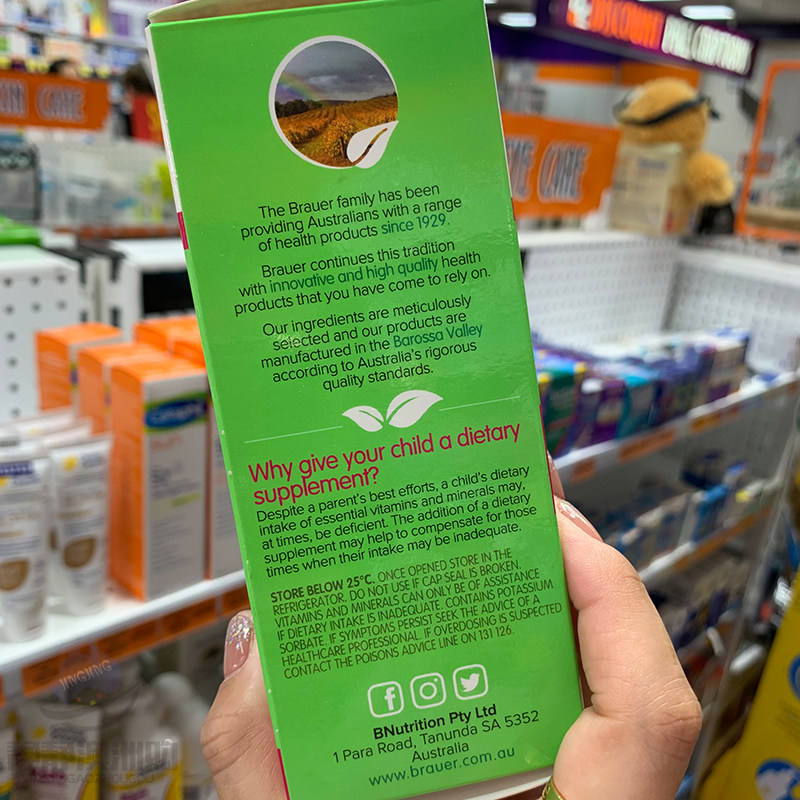 DISCOUNT
The Brauer family has been
providing Australians with a range
of health products since 1929.
Brauer continues this tradition
with innovative and high quality health
products that you have come to rely on.
Our ingredients are meticulously
selected and our products are
manufactured in the Barossa Valley
according to Australia's rigorous
quality standards.
Why give your child a dietary
supplement?
Despite a parent's best efforts, a child's dietary
intake of essential vitamins and minerals may,
at times, be deficient. The addition of a dietary
supplement may help to compensate for those
times when their intake may be inadequate.
STORE BELOW 25°C. ONCE OPENED STORE IN THE
REFRIGERATOR. DO NOT USE IF CAP SEAL IS BROKEN.
VITAMINS AND MINERALS CAN ONLY BE OF ASSISTANCE
IF DIETARY INTAKE IS INADEQUATE. CONTAINS POTASSIUM
SORBATE. IF SYMPTOMS PERSIST SEEK THE ADVICE OF A
HEALTHCARE PROFESSIONAL. IF OVERDOSING IS SUSPECTED
CONTACT THE POISONS ADVICE LINE ON 131 126.
BNutrition Pty Ltd
1 Para Road, Tanunda SA 5352
Australia
www.brauer.com.au
CARE
CARE
JINGJING